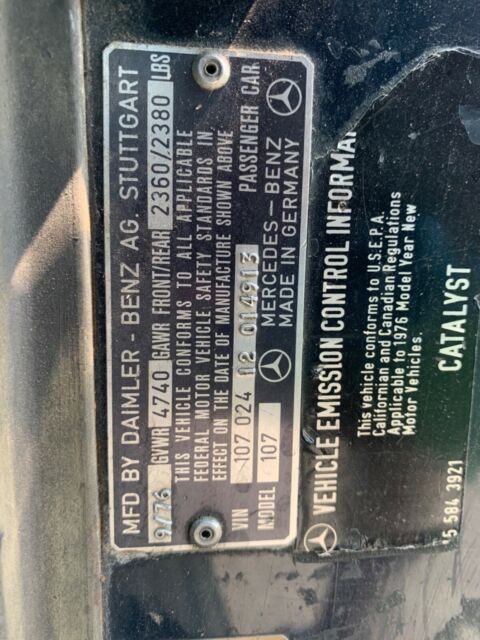 MFD BY DAIMLER - BENZ AG. STUTTGART
9/76 GVWR 4740 GAWR FRONT/REAR 2360/2380 LBS
THIS VEHICLE CONFORMS TO ALL APPLICABLE
FEDERAL MOTOR VEHICLE SAFETY STANDARDS IN
EFFECT ON THE DATE OF MANUFACTURE SHOWN ABOVE
VIN 107 024 12 014913 PASSENGER CAR
MODEL 107 MERCEDES-BENZ
MADE IN GERMANY
VEHICLE EMISSION CONTROL
This vehicle conforms to U.S.E.P.A.
Californian and Canadian Regulations
Applicable to 1976 Model Year New
Motor Vehicles.
CATALYST
5 584 3921